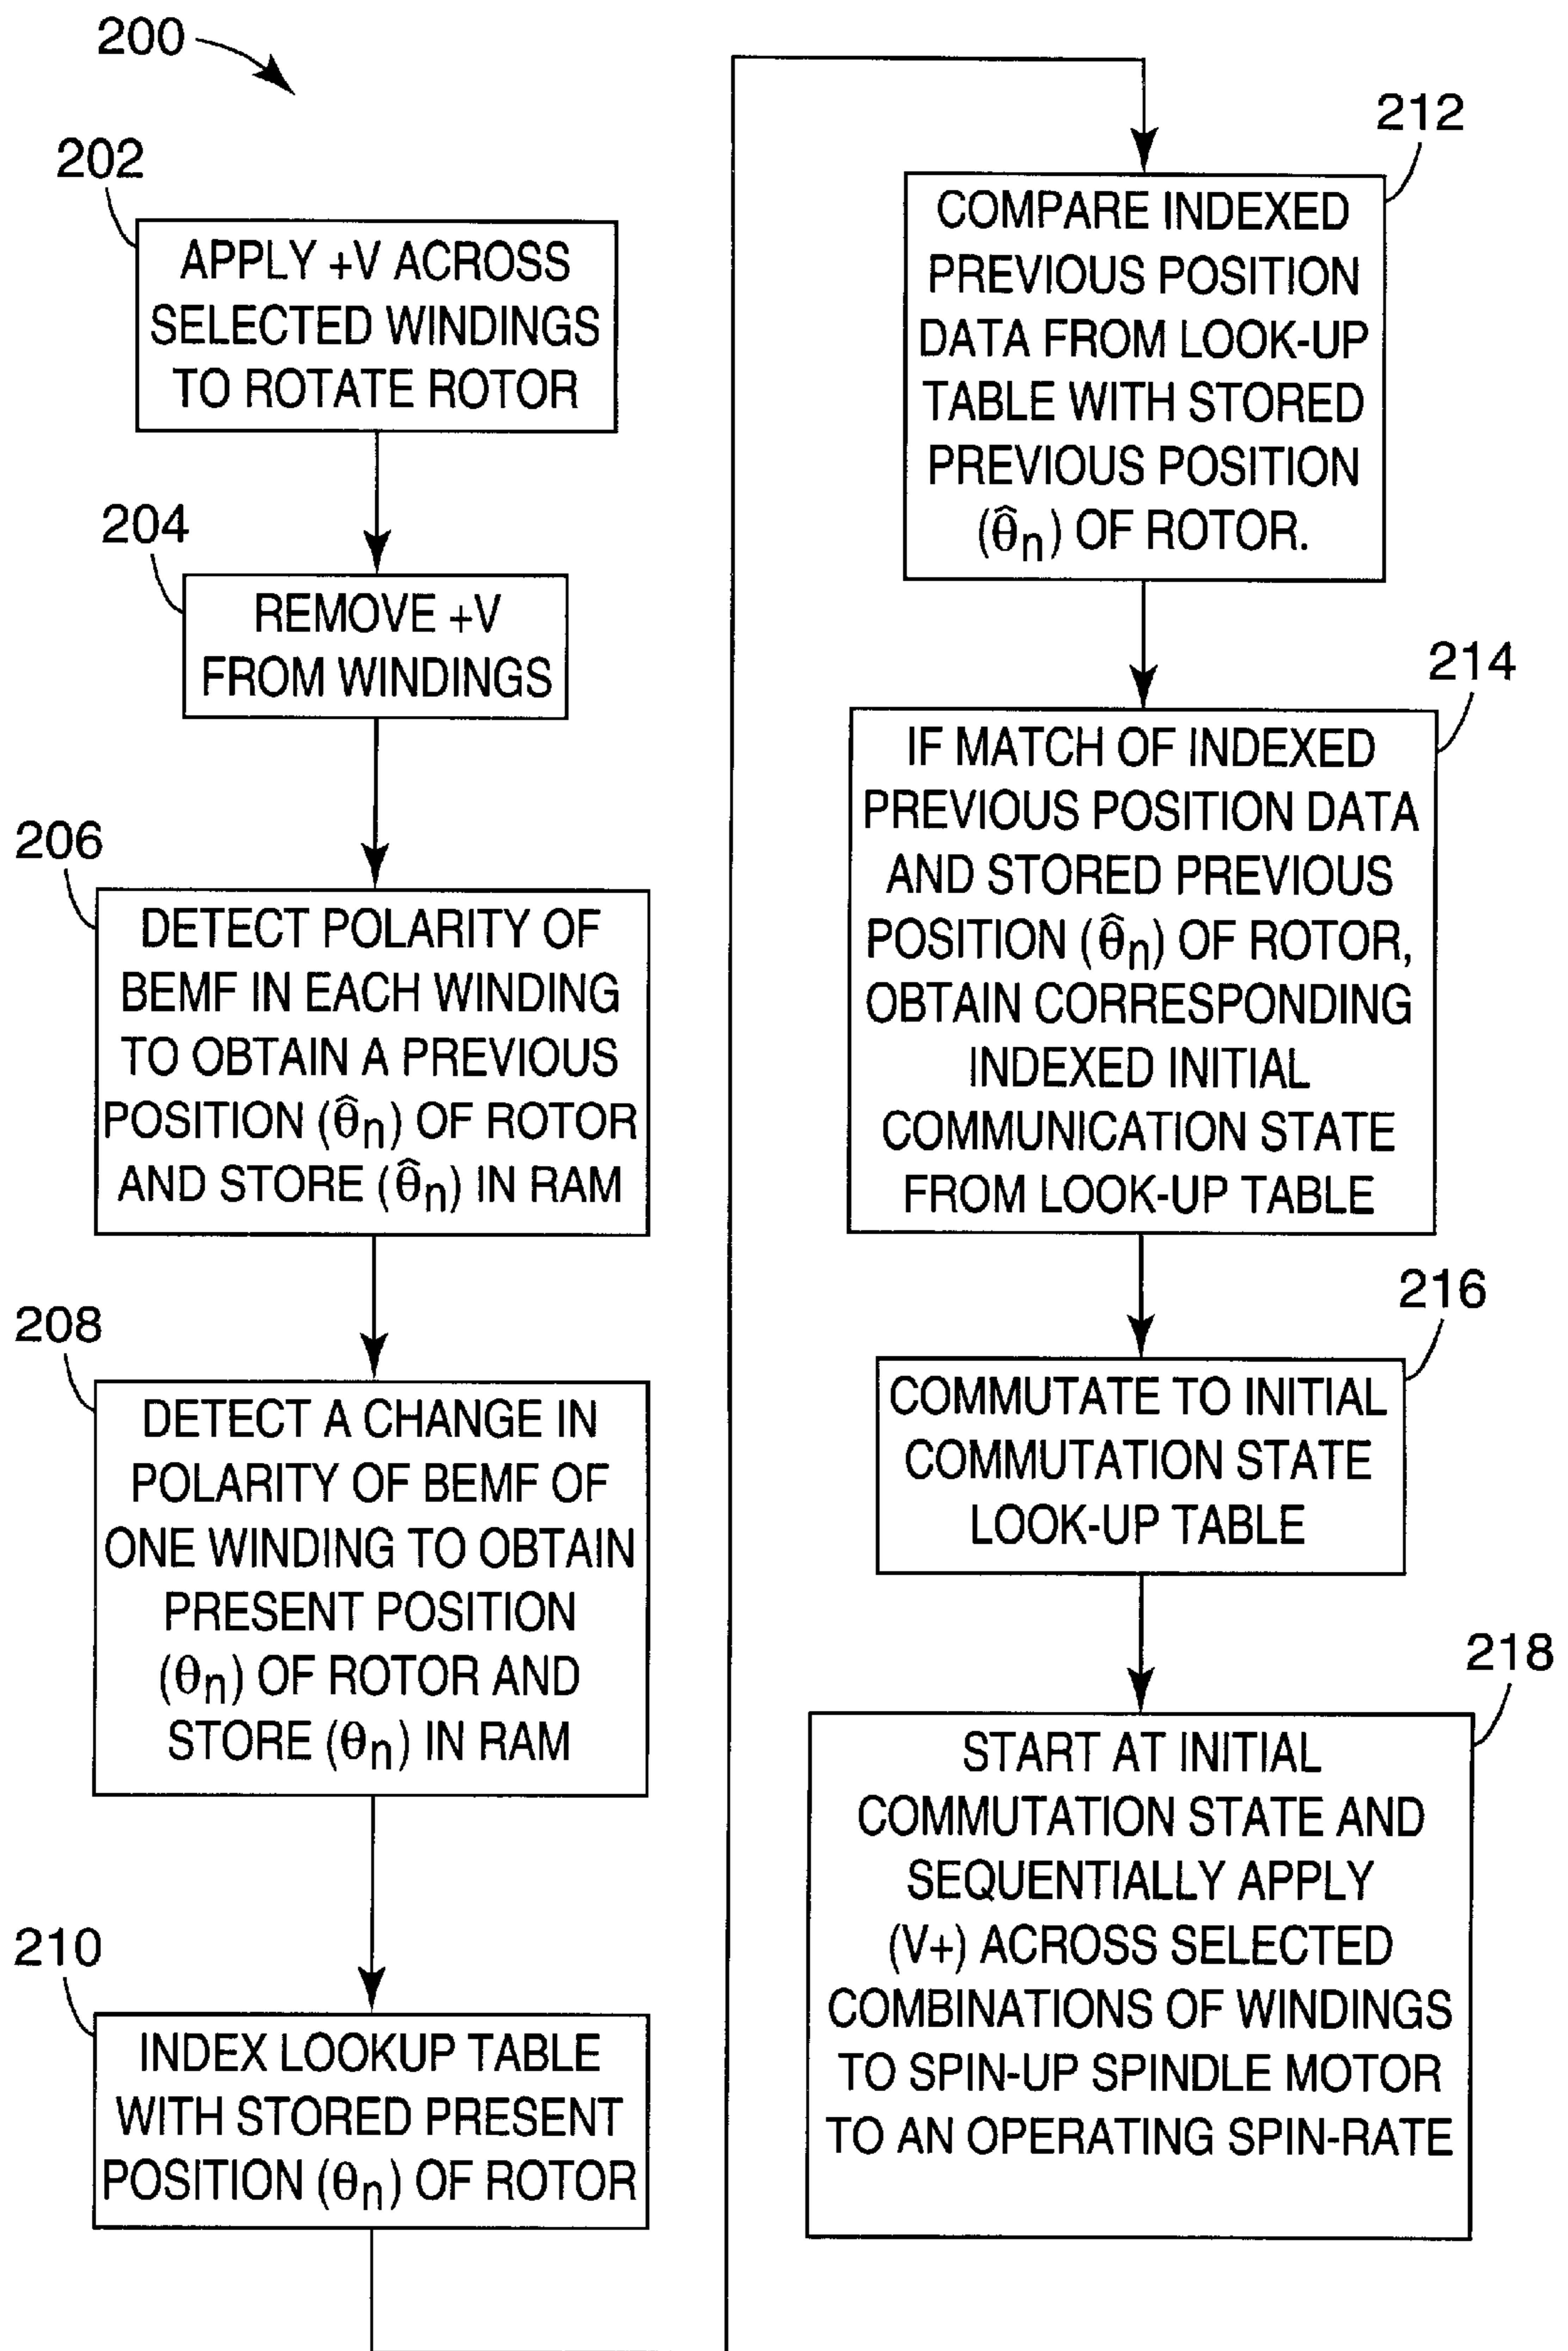 200
202
APPLY +V ACROSS
SELECTED WINDINGS
TO ROTATE ROTOR
204
REMOVE +V
FROM WINDINGS
206
DETECT POLARITY OF
BEMF IN EACH WINDING
TO OBTAIN A PREVIOUS
POSITION (θ̂n) OF ROTOR
AND STORE (θ̂n) IN RAM
208
DETECT A CHANGE IN
POLARITY OF BEMF OF
ONE WINDING TO OBTAIN
PRESENT POSITION
(θn) OF ROTOR AND
STORE (θn) IN RAM
210
INDEX LOOKUP TABLE
WITH STORED PRESENT
POSITION (θn) OF ROTOR
212
COMPARE INDEXED
PREVIOUS POSITION
DATA FROM LOOK-UP
TABLE WITH STORED
PREVIOUS POSITION
(θ̂n) OF ROTOR.
214
IF MATCH OF INDEXED
PREVIOUS POSITION DATA
AND STORED PREVIOUS
POSITION (θ̂n) OF ROTOR,
OBTAIN CORRESPONDING
INDEXED INITIAL
COMMUNICATION STATE
FROM LOOK-UP TABLE
216
COMMUTATE TO INITIAL
COMMUTATION STATE
LOOK-UP TABLE
218
START AT INITIAL
COMMUTATION STATE AND
SEQUENTIALLY APPLY
(V+) ACROSS SELECTED
COMBINATIONS OF WINDINGS
TO SPIN-UP SPINDLE MOTOR
TO AN OPERATING SPIN-RATE